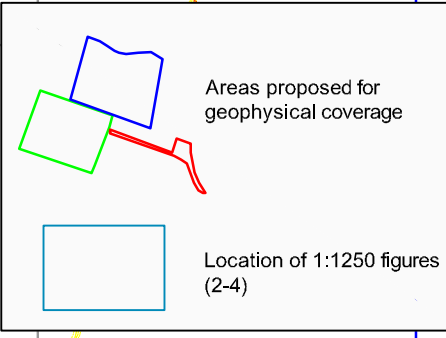 Areas proposed for
geophysical coverage
Location of 1:1250 figures
(2-4)